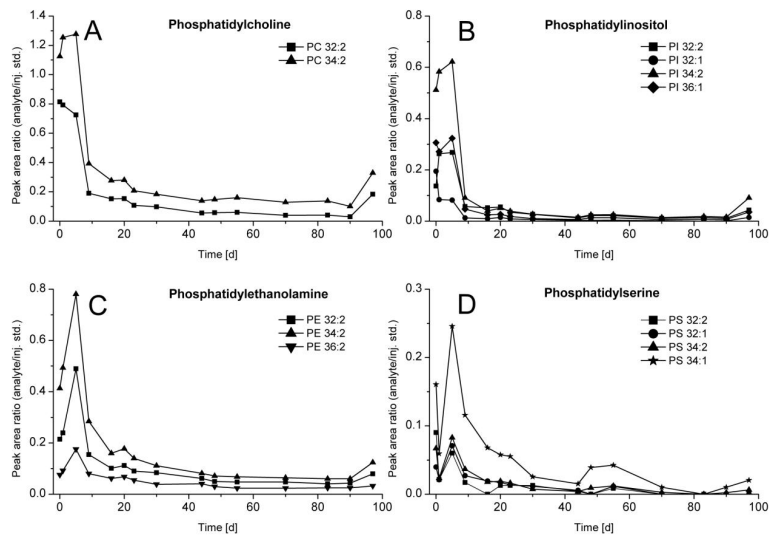 A
Phosphatidylcholine
PC 32:2
PC 34:2
Peak area ratio (analyte/inj. std.)
1.4
1.2
1.0
0.8
0.6
0.4
0.2
0.0
0 20 40 60 80 100
Time [d]
B
Phosphatidylinositol
PI 32:2
PI 32:1
PI 34:2
PI 36:1
Peak area ratio (analyte/inj. std.)
0.8
0.6
0.4
0.2
0.0
0 20 40 60 80 100
Time [d]
C
Phosphatidylethanolamine
PE 32:2
PE 34:2
PE 36:2
Peak area ratio (analyte/inj. std.)
0.8
0.6
0.4
0.2
0.0
0 20 40 60 80 100
Time [d]
D
Phosphatidylserine
PS 32:2
PS 32:1
PS 34:2
PS 34:1
Peak area ratio (analyte/inj. std.)
0.3
0.2
0.1
0.0
0 20 40 60 80 100
Time [d]